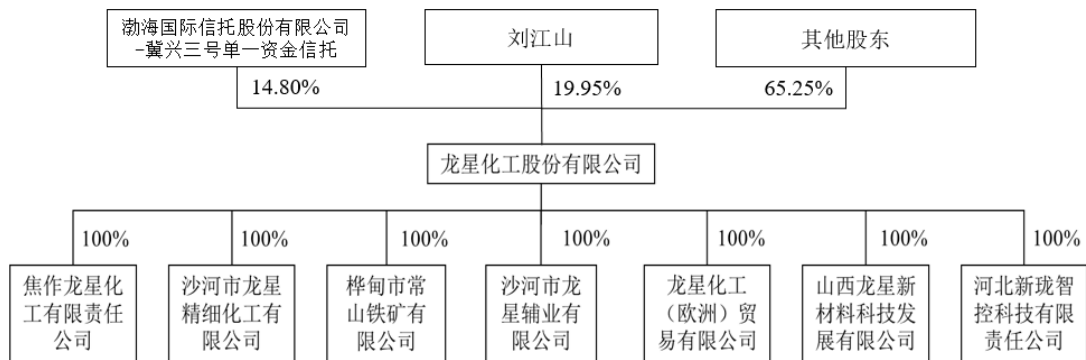 渤海国际信托股份有限公司
-冀兴三号单一资金信托
刘江山
其他股东
14.80%
19.95%
65.25%
龙星化工股份有限公司
100%
100%
100%
100%
100%
100%
100%
焦作龙星化
工有限责任
公司
沙河市龙星
精细化工有
限公司
桦甸市常
山铁矿有
限公司
沙河市龙
星辅业有
限公司
龙星化工
（欧洲）贸
易有限公司
山西龙星新
材料科技发
展有限公司
河北新珑智
控科技有限
责任公司